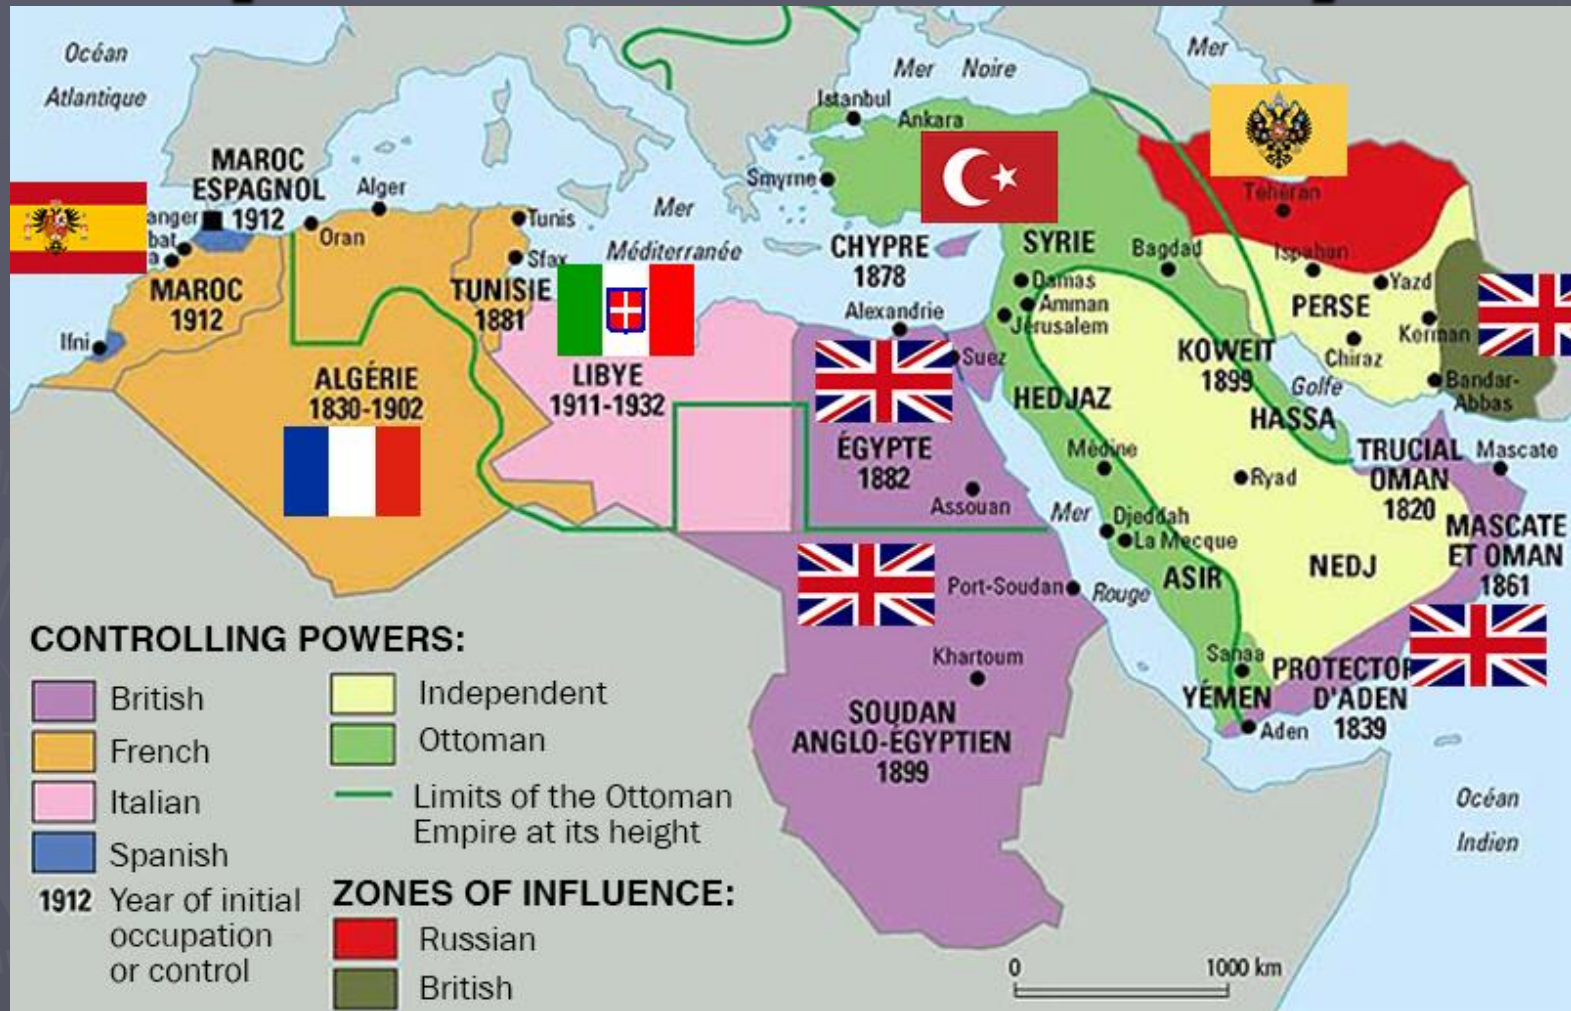 Océan
Atlantique
Mer Noire
Mer
Istanbul
Ankara
Smyrne
MAROC
ESPAGNOL
1912
Alger
Oran
Tunis
Sfax
Mer
Méditerranée
CHYPRE
1878
SYRIE
Bagdad
Téhéran
Ispahan
Yazd
PERSE
Kerman
Chiraz
Bandar-
Abbas
anger
bat
a
MAROC
1912
Ifni
TUNISIE
1881
ALGÉRIE
1830-1902
LIBYE
1911-1932
Alexandrie
Suez
Damas
Amman
Jérusalem
KOWEIT
1899
Golfe
HASSA
HEDJAZ
Médine
ÉGYPTE
1882
Assouan
Mer
Rouge
Djeddah
La Mecque
Ryad
TRUCIAL
OMAN
1820
Mascate
MASCATE
ET OMAN
1861
NEDJ
ASIR
Port-Soudan
Khartoum
SOUDAN
ANGLO-ÉGYPTIEN
1899
Sanaa
YÉMEN
Aden
PROTECTOR
D'ADEN
1839
Océan
Indien
CONTROLLING POWERS:
British
French
Italian
Spanish
1912 Year of initial
occupation
or control
Independent
Ottoman
Limits of the Ottoman
Empire at its height
ZONES OF INFLUENCE:
Russian
British
0 1000 km